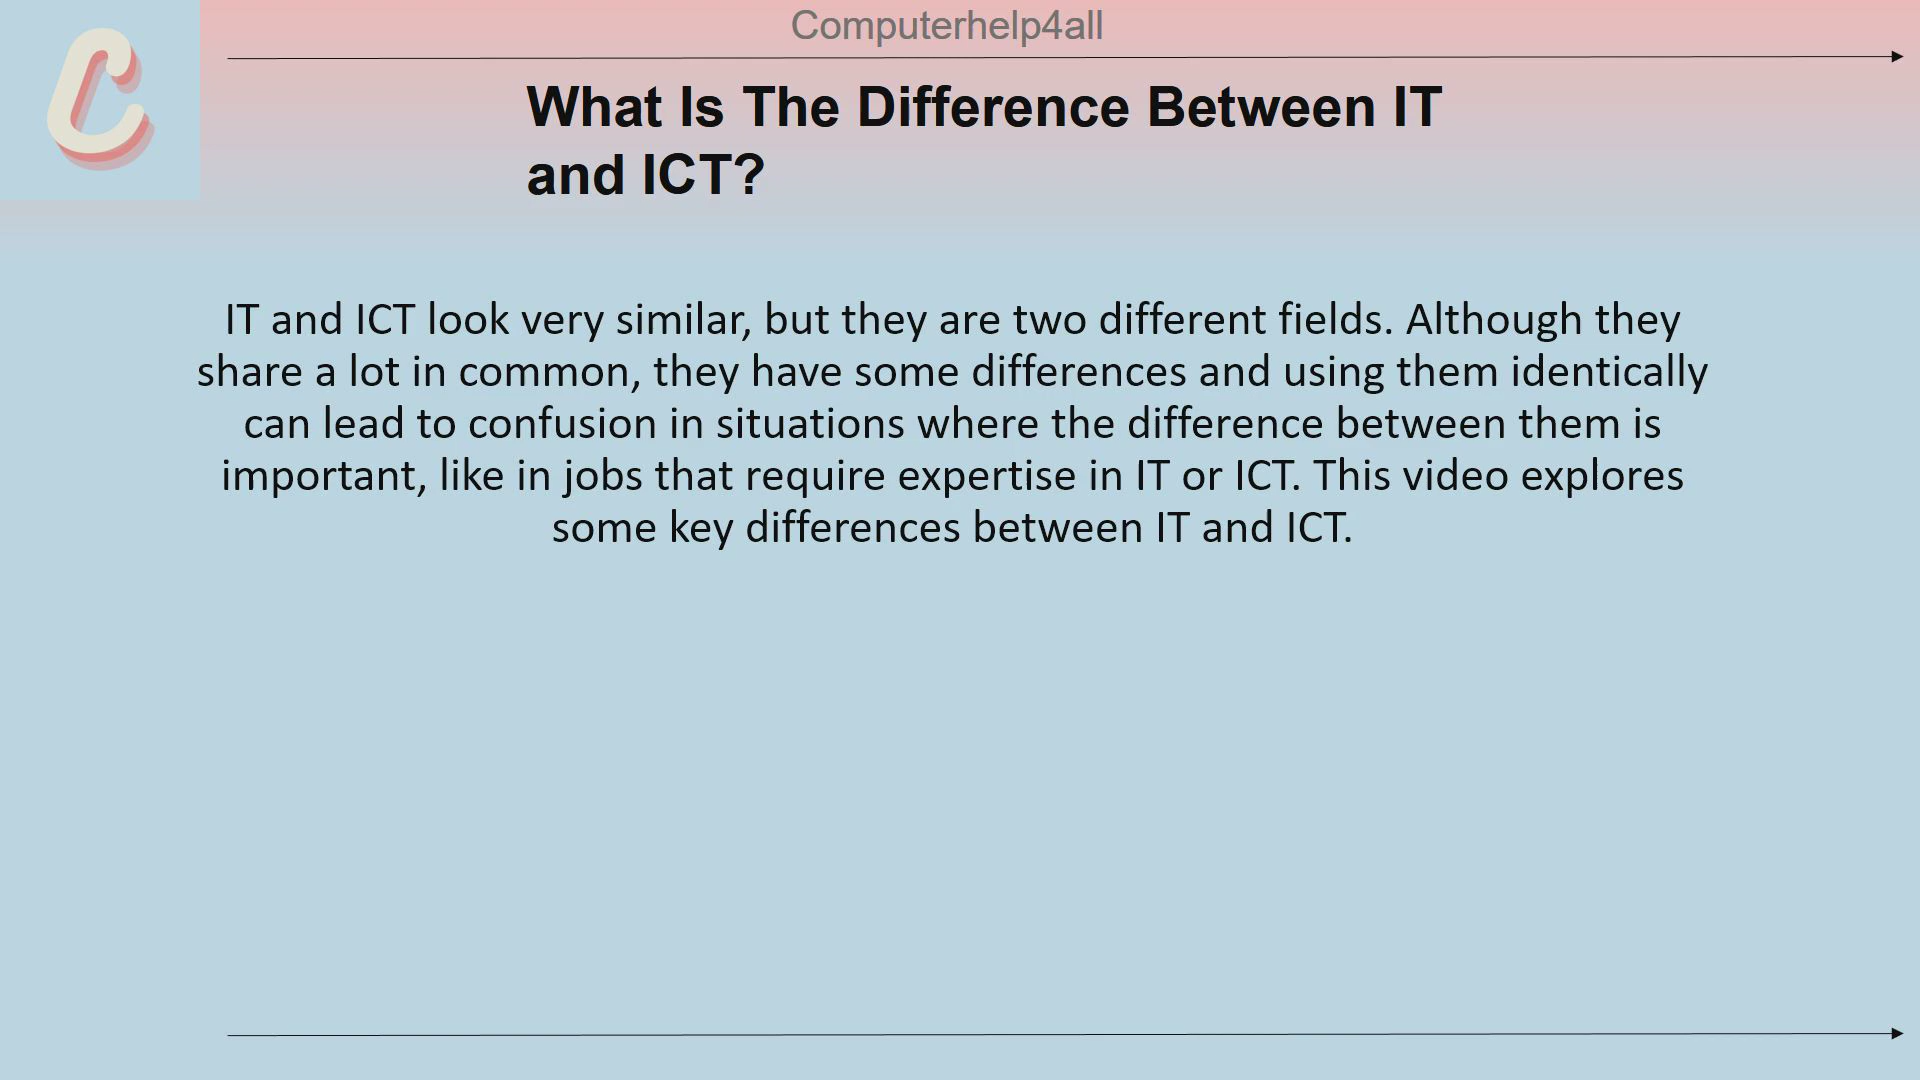 Computerhelp4all
What Is The Difference Between IT
and ICT?
IT and ICT look very similar, but they are two different fields. Although they
share a lot in common, they have some differences and using them identically
can lead to confusion in situations where the difference between them is
important, like in jobs that require expertise in IT or ICT. This video explores
some key differences between IT and ICT.